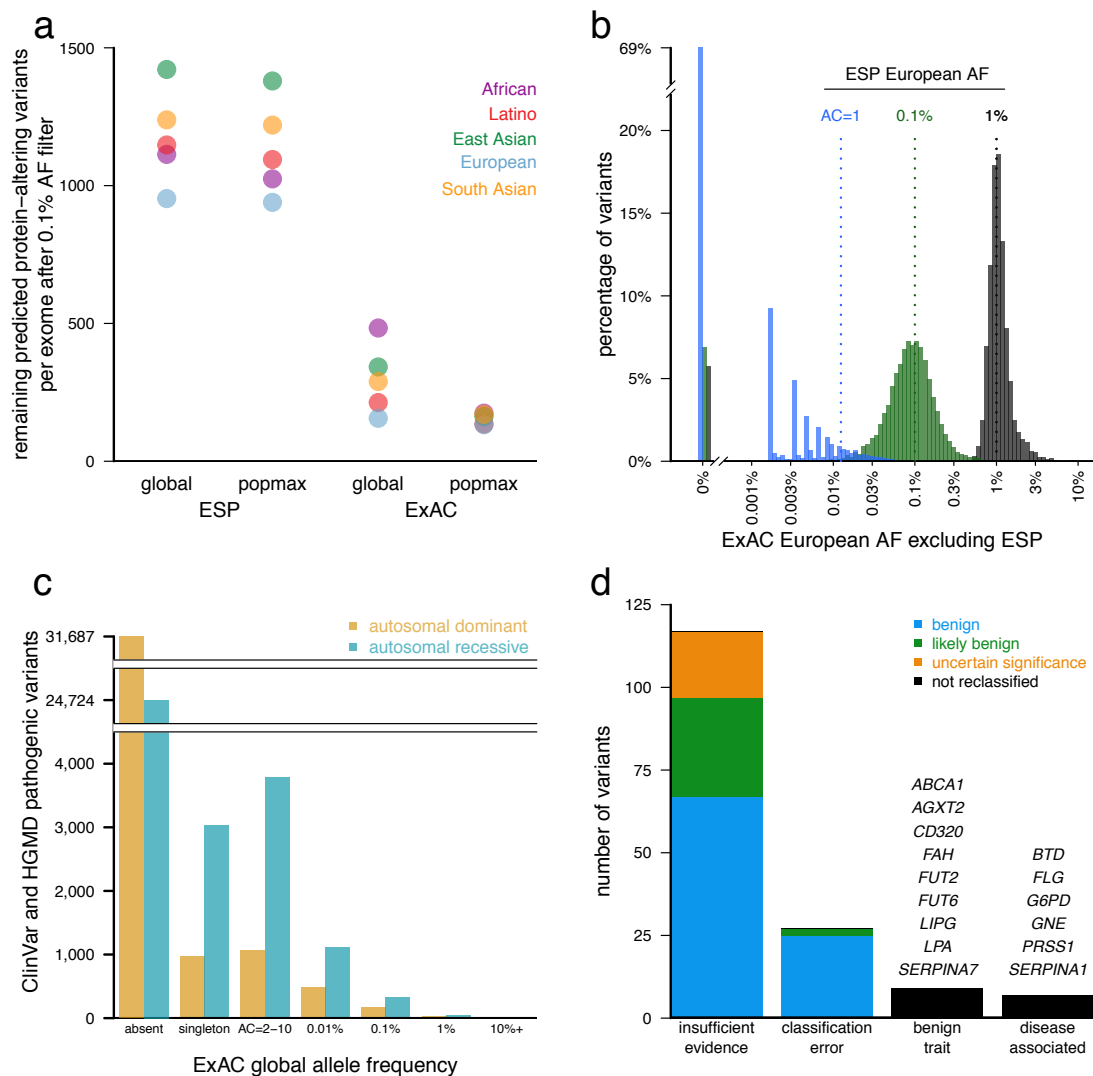 a
remaining predicted protein−altering variants
per exome after 0.1% AF filter
1500
1000
500
0
African
Latino
East Asian
European
South Asian
global
popmax
global
popmax
ESP
ExAC
b
percentage of variants
69%
20%
15%
10%
5%
0%
ESP European AF
AC=1
0.1%
1%
0%
0.001%
0.003%
0.01%
0.03%
0.1%
0.3%
1%
3%
10%
ExAC European AF excluding ESP
c
ClinVar and HGMD pathogenic variants
31,687
24,724
4,000
3,000
2,000
1,000
0
autosomal dominant
autosomal recessive
absent
singleton
AC=2−10
0.01%
0.1%
1%
10%+
ExAC global allele frequency
d
number of variants
125
100
75
50
25
0
benign
likely benign
uncertain significance
not reclassified
ABCA1
AGXT2
CD320
FAH
FUT2
FUT6
LIPG
LPA
SERPINA7
BTD
FLG
G6PD
GNE
PRSS1
SERPINA1
insufficient
evidence
classification
error
benign
trait
disease
associated